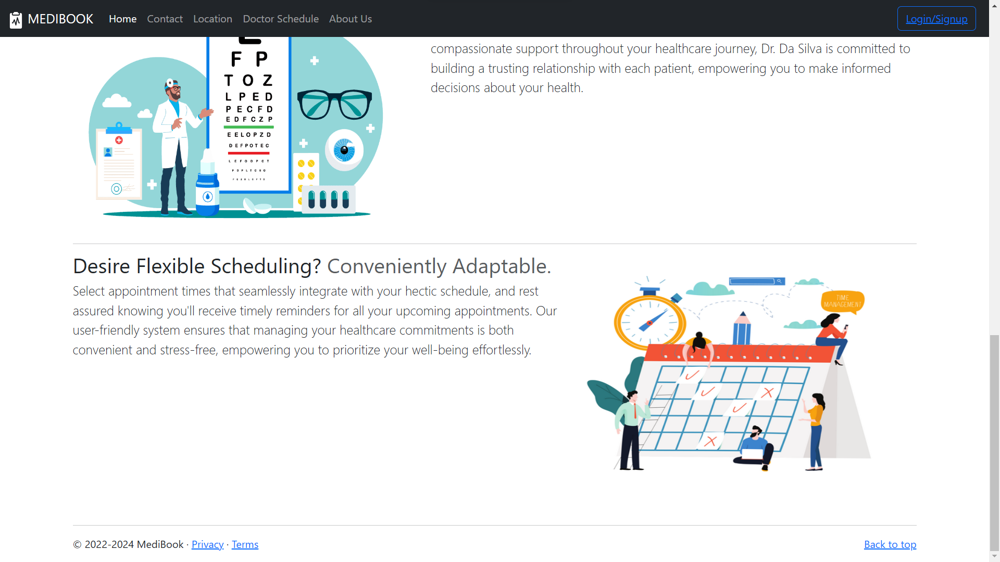 MEDIBOOK Home Contact Location Doctor Schedule About Us Login/Signup
compassionate support throughout your healthcare journey, Dr. Da Silva is committed to
building a trusting relationship with each patient, empowering you to make informed
decisions about your health.
E
F P
T O Z
L P E D
P E C F D
E D F C Z P
E E L O P Z D
D E F P O T E C
L E F O D P C T
F D P L T C E O
Desire Flexible Scheduling? Conveniently Adaptable.
Select appointment times that seamlessly integrate with your hectic schedule, and rest
assured knowing you'll receive timely reminders for all your upcoming appointments. Our
user-friendly system ensures that managing your healthcare commitments is both
convenient and stress-free, empowering you to prioritize your well-being effortlessly.
TIME
MANAGEMENT
© 2022-2024 MediBook · Privacy · Terms
Back to top